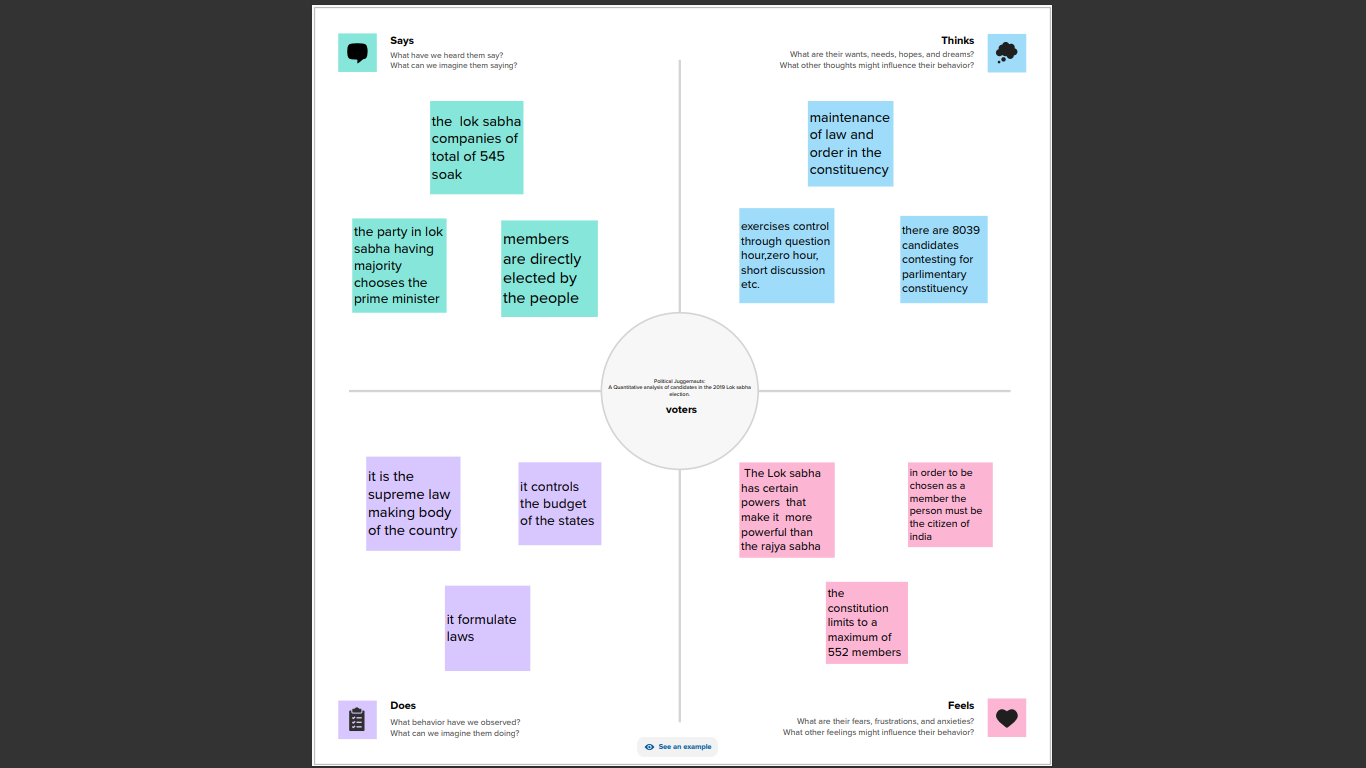 Says
What have we heard them say?
What can we imagine them saying?
Thinks
What are their wants, needs, hopes, and dreams?
What other thoughts might influence their behavior?
the lok sabha
companies of
total of 545
soak
maintenance
of law and
order in the
constituency
the party in lok
sabha having
majority
chooses the
prime minister
members
are directly
elected by
the people
exercises control
through question
hour,zero hour,
short discussion
etc.
there are 8039
candidates
contesting for
parlimentary
constituency
Political Juggernauts:
A Quantitative analysis of candidates in the 2019 Lok sabha
election.
voters
it is the
supreme law
making body
of the country
it controls
the budget
of the states
The Lok sabha
has certain
powers that
make it more
powerful than
the rajya sabha
in order to be
chosen as a
member the
person must be
the citizen of
india
it formulate
laws
the
constitution
limits to a
maximum of
552 members
Does
What behavior have we observed?
What can we imagine them doing?
Feels
What are their fears, frustrations, and anxieties?
What other feelings might influence their behavior?
See an example